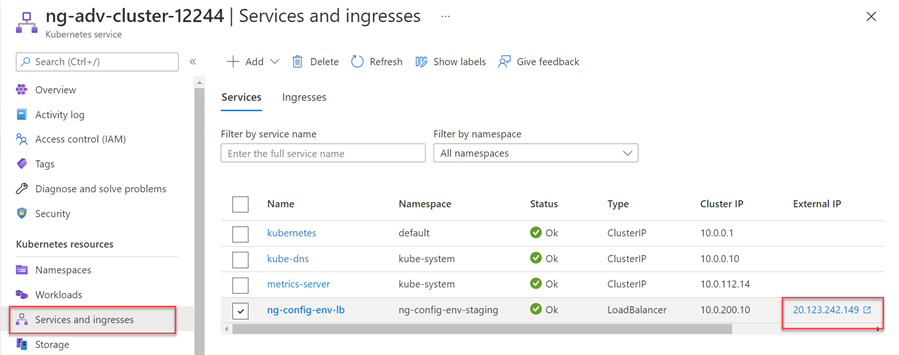 ng-adv-cluster-12244 | Services and ingresses ...
Kubernetes service
Search (Ctrl+/)
«
Overview
Activity log
Access control (IAM)
Tags
Diagnose and solve problems
Security
Kubernetes resources
Namespaces
Workloads
Services and ingresses
Storage
Add Delete Refresh Show labels Give feedback
Services Ingresses
Filter by service name Filter by namespace
Enter the full service name All namespaces
Name Namespace Status Type Cluster IP External IP
kubernetes default Ok ClusterIP 10.0.0.1
kube-dns kube-system Ok ClusterIP 10.0.0.10
metrics-server kube-system Ok ClusterIP 10.0.112.14
ng-config-env-lb ng-config-env-staging Ok LoadBalancer 10.0.200.10 20.123.242.149